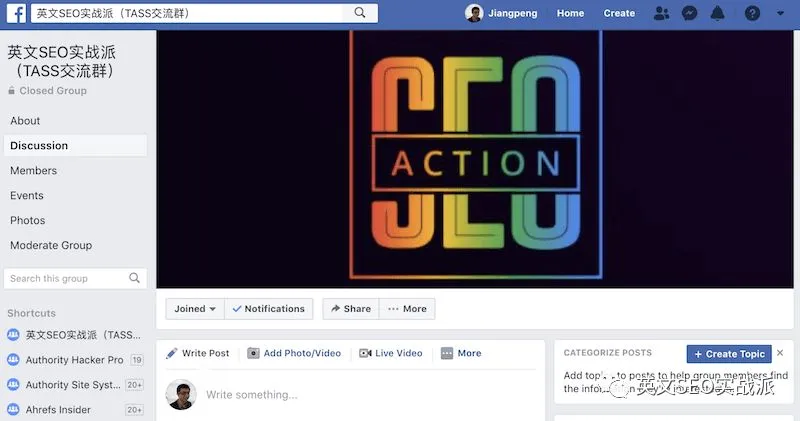 英文SEO实战派（TASS交流群）
Jiangpeng
Home
Create
英文SEO实战派
（TASS交流群）
Closed Group
About
Discussion
Members
Events
Photos
Moderate Group
Search this group
Shortcuts
英文SEO实战派（TASS...
Authority Hacker Pro 19
Authority Site Syst... 20+
Ahrefs Insider 20+
SEO
ACTION
Joined
Notifications
Share
More
Write Post
Add Photo/Video
Live Video
More
Write something...
CATEGORIZE POSTS
+ Create Topic
Add topics to posts to help group members find
the
英文SEO实战派